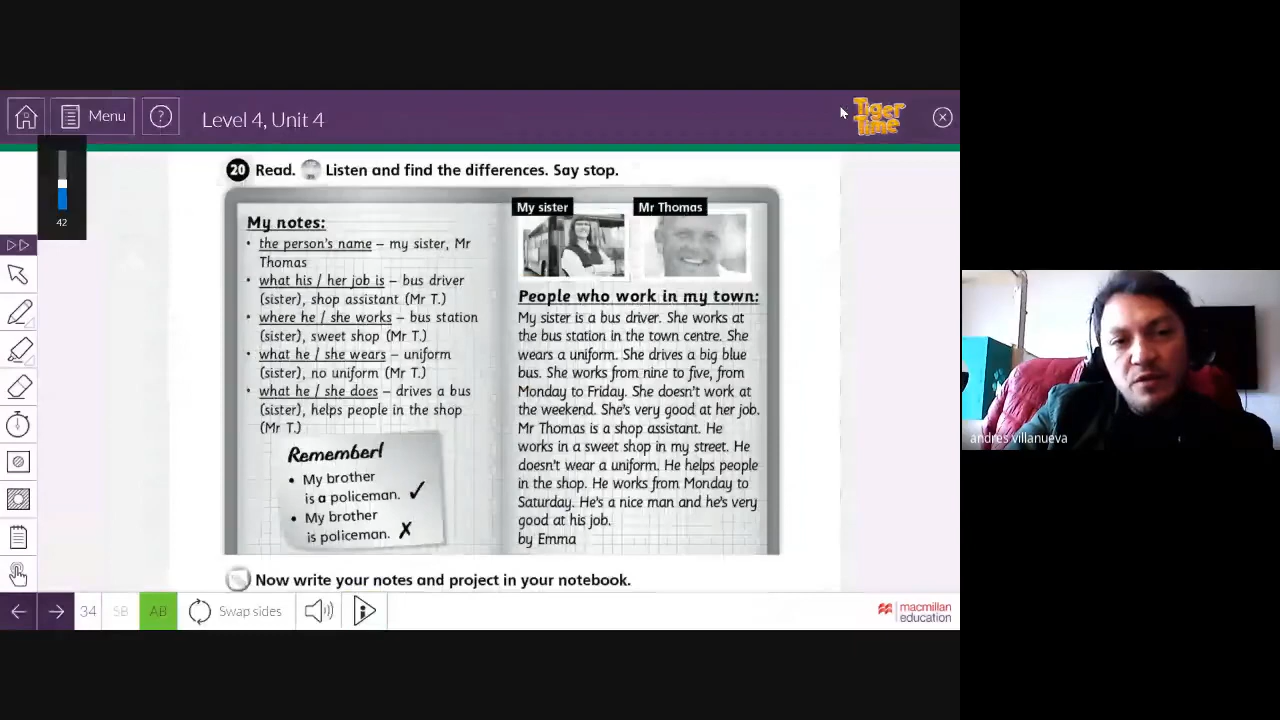 Menu
?
Level 4, Unit 4
Tiger Time
42
20 Read. Listen and find the differences. Say stop.
My notes:
• the person's name – my sister, Mr
Thomas
• what his / her job is – bus driver
(sister), shop assistant (Mr T.)
• where he / she works – bus station
(sister), sweet shop (Mr T.)
• what he / she wears – uniform
(sister), no uniform (Mr T.)
• what he / she does – drives a bus
(sister), helps people in the shop
(Mr T.)
Remember!
• My brother
is a policeman. ✓
• My brother
is policeman. ✗
My sister
Mr Thomas
People who work in my town:
My sister is a bus driver. She works at
the bus station in the town centre. She
wears a uniform. She drives a big blue
bus. She works from nine to five, from
Monday to Friday. She doesn't work at
the weekend. She's very good at her job.
Mr Thomas is a shop assistant. He
works in a sweet shop in my street. He
doesn't wear a uniform. He helps people
in the shop. He works from Monday to
Saturday. He's a nice man and he's very
good at his job.
by Emma
Now write your notes and project in your notebook.
34
SB
AB
Swap sides
macmillan
education
andres villanueva